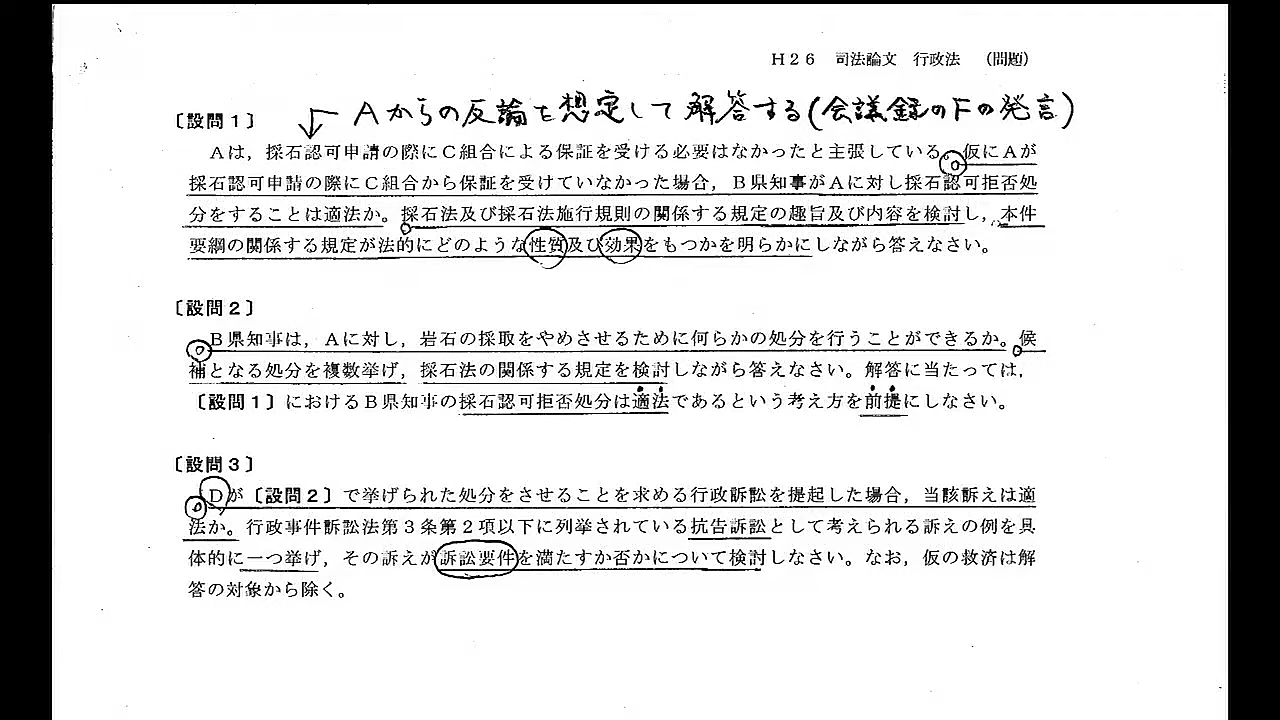 H26 司法論文 行政法 (問題)
〔設問1〕
Aからの反論を想定して解答する(会議録のFの発言)
Aは，採石認可申請の際にC組合による保証を受ける必要はなかったと主張している。仮にAが
採石認可申請の際にC組合から保証を受けていなかった場合，B県知事がAに対し採石認可拒否処
分をすることは適法か。採石法及び採石法施行規則の関係する規定の趣旨及び内容を検討し，本件
要綱の関係する規定が法的にどのような性質及び効果をもつかを明らかにしながら答えなさい。
〔設問2〕
B県知事は，Aに対し，岩石の採取をやめさせるために何らかの処分を行うことができるか。候
補となる処分を複数挙げ，採石法の関係する規定を検討しながら答えなさい。解答に当たっては，
〔設問1〕におけるB県知事の採石認可拒否処分は適法であるという考え方を前提にしなさい。
〔設問3〕
Dが〔設問2〕で挙げられた処分をさせることを求める行政訴訟を提起した場合，当該訴えは適
法か。行政事件訴訟法第3条第2項以下に列挙されている抗告訴訟として考えられる訴えの例を具
体的に一つ挙げ，その訴えが訴訟要件を満たすか否かについて検討しなさい。なお，仮の救済は解
答の対象から除く。